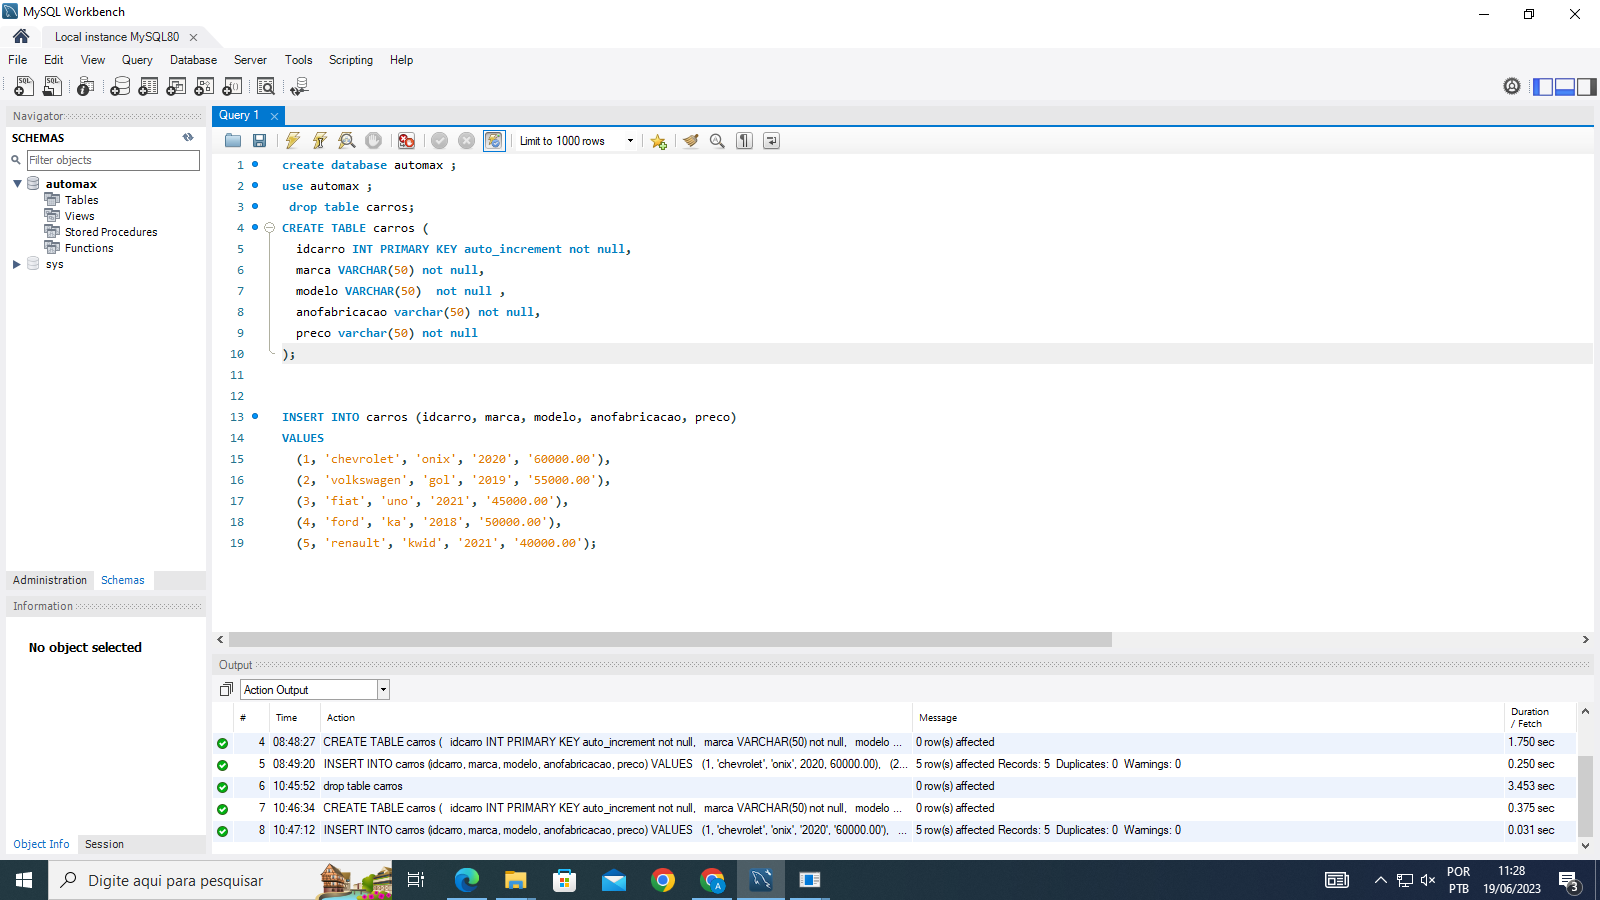 MySQL Workbench
Local instance MySQL80
File Edit View Query Database Server Tools Scripting Help
Navigator
SCHEMAS
Filter objects
automax
Tables
Views
Stored Procedures
Functions
sys
Administration Schemas
Information
No object selected
Object Info Session
Query 1
Limit to 1000 rows
1 create database automax ;
2 use automax ;
3 drop table carros;
4 CREATE TABLE carros (
5 idcarro INT PRIMARY KEY auto_increment not null,
6 marca VARCHAR(50) not null,
7 modelo VARCHAR(50)  not null ,
8 anofabricacao varchar(50) not null,
9 preco varchar(50) not null
10 );
11
12
13 INSERT INTO carros (idcarro, marca, modelo, anofabricacao, preco)
14 VALUES
15 (1, 'chevrolet', 'onix', '2020', '60000.00'),
16 (2, 'volkswagen', 'gol', '2019', '55000.00'),
17 (3, 'fiat', 'uno', '2021', '45000.00'),
18 (4, 'ford', 'ka', '2018', '50000.00'),
19 (5, 'renault', 'kwid', '2021', '40000.00');
Output
Action Output
# Time Action Message Duration / Fetch
4 08:48:27 CREATE TABLE carros ( idcarro INT PRIMARY KEY auto_increment not null, marca VARCHAR(50) not null, modelo ... 0 row(s) affected 1.750 sec
5 08:49:20 INSERT INTO carros (idcarro, marca, modelo, anofabricacao, preco) VALUES (1, 'chevrolet', 'onix', 2020, 60000.00), (2... 5 row(s) affected Records: 5 Duplicates: 0 Warnings: 0 0.250 sec
6 10:45:52 drop table carros 0 row(s) affected 3.453 sec
7 10:46:34 CREATE TABLE carros ( idcarro INT PRIMARY KEY auto_increment not null, marca VARCHAR(50) not null, modelo ... 0 row(s) affected 0.375 sec
8 10:47:12 INSERT INTO carros (idcarro, marca, modelo, anofabricacao, preco) VALUES (1, 'chevrolet', 'onix', '2020', '60000.00'), ... 5 row(s) affected Records: 5 Duplicates: 0 Warnings: 0 0.031 sec
Digite aqui para pesquisar
POR 11:28
PTB 19/06/2023 3